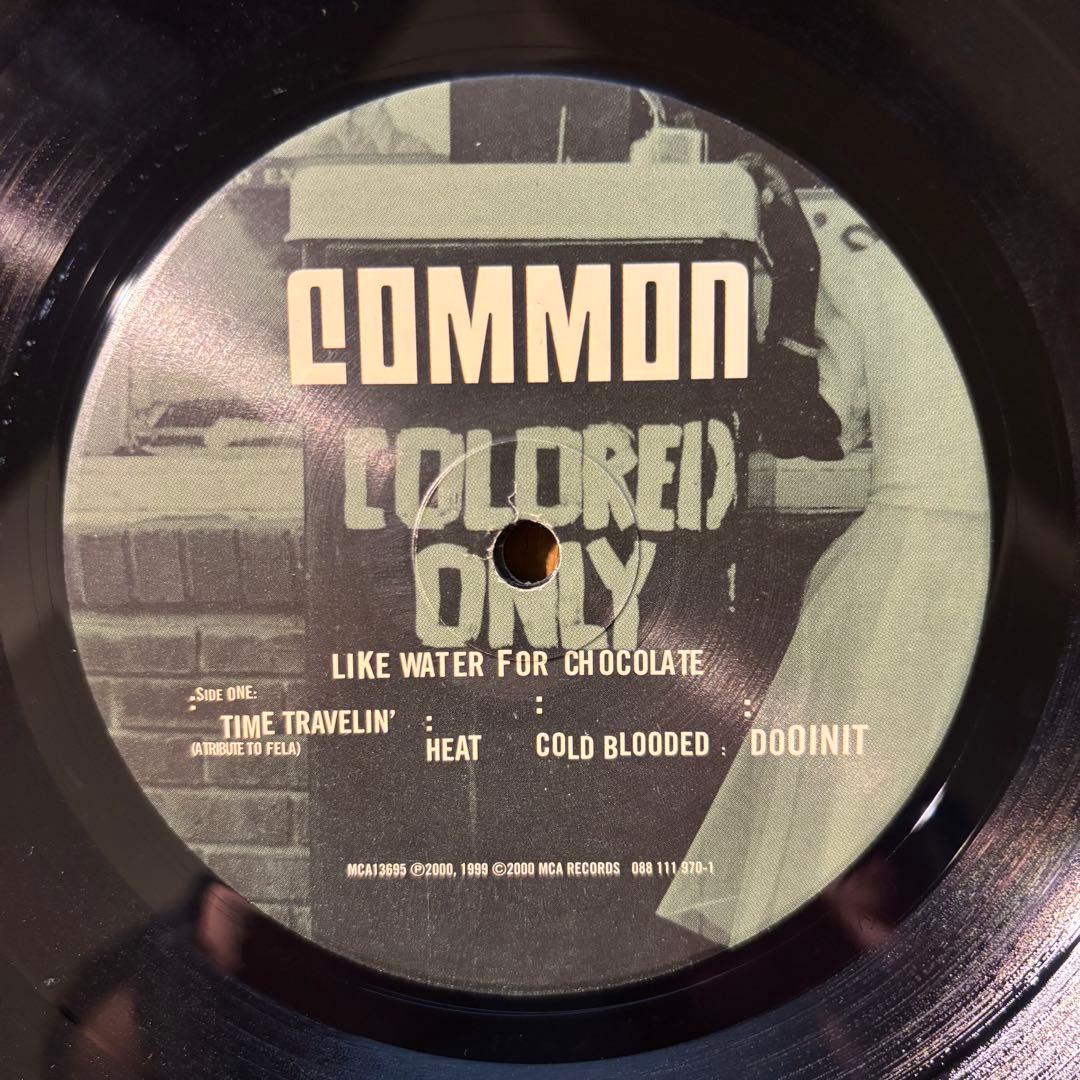 COMMON
COLORED
ONLY
LIKE WATER FOR CHOCOLATE
:SIDE ONE:
TIME TRAVELIN'
(A TRIBUTE TO FELA)
: HEAT
: COLD BLOODED :
: DOOINIT
MCA13695 ℗2000, 1999 ©2000 MCA RECORDS 088 111 970-1